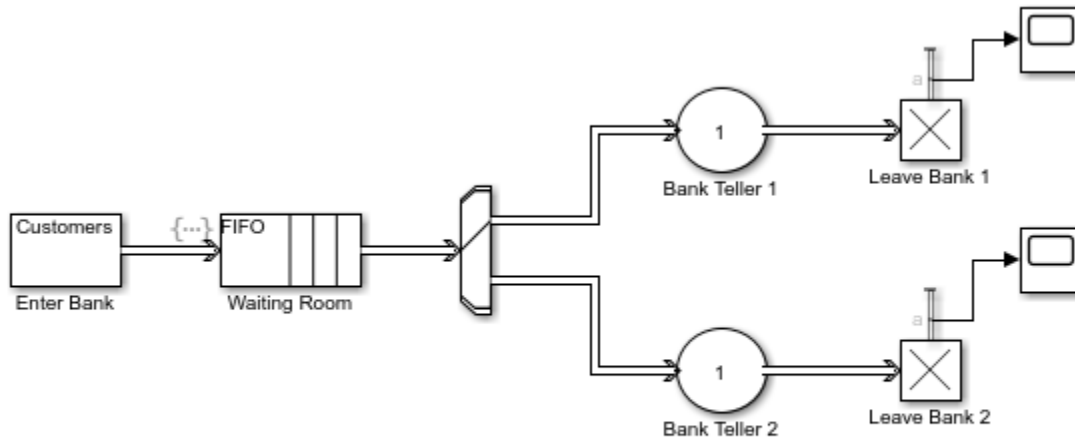 a
1
Bank Teller 1
Leave Bank 1
Customers
{...} FIFO
Enter Bank
Waiting Room
a
1
Bank Teller 2
Leave Bank 2